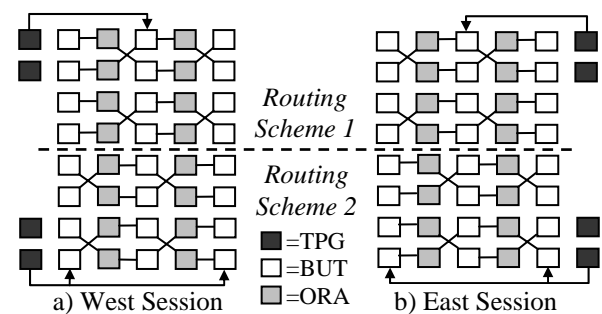 Routing
Scheme 1
Routing
Scheme 2
=TPG
=BUT
=ORA
a) West Session
b) East Session